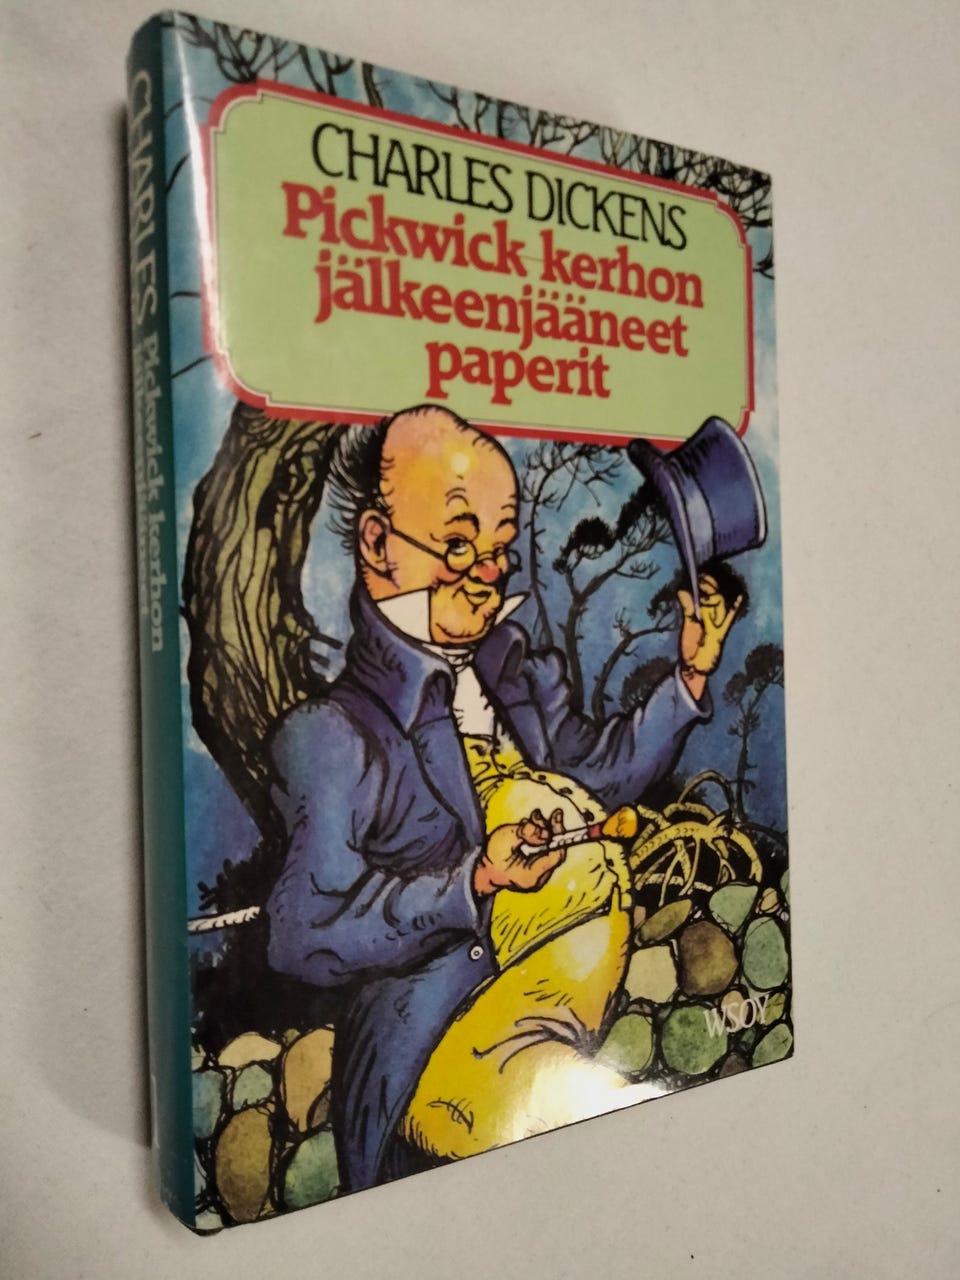 CHARLES DICKENS
Pickwick-kerhon
jälkeenjääneet
paperit
WSOY
CHARLES
Pickwick kerhon